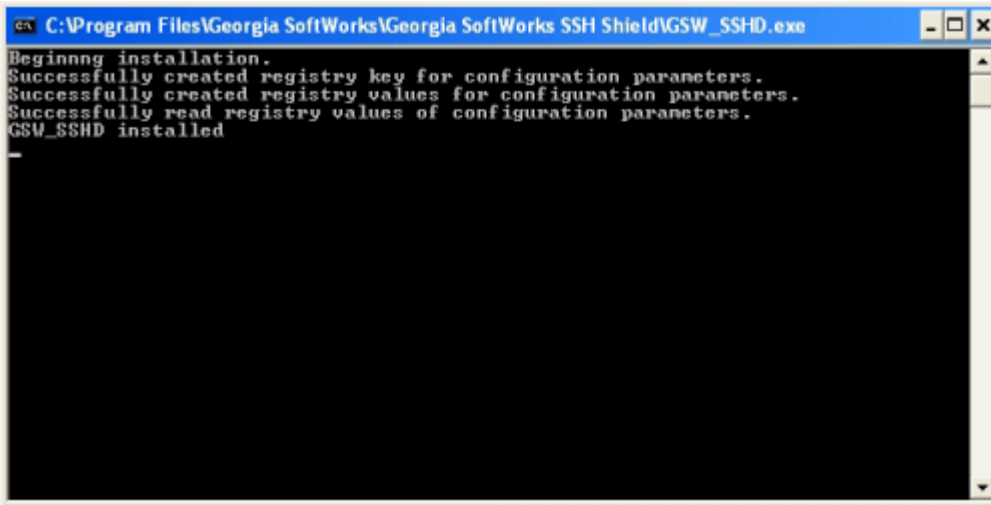 C:\Program Files\Georgia SoftWorks\Georgia SoftWorks SSH Shield\GSW_SSHD.exe
Beginnng installation.
Successfully created registry key for configuration parameters.
Successfully created registry values for configuration parameters.
Successfully read registry values of configuration parameters.
GSW_SSHD installed